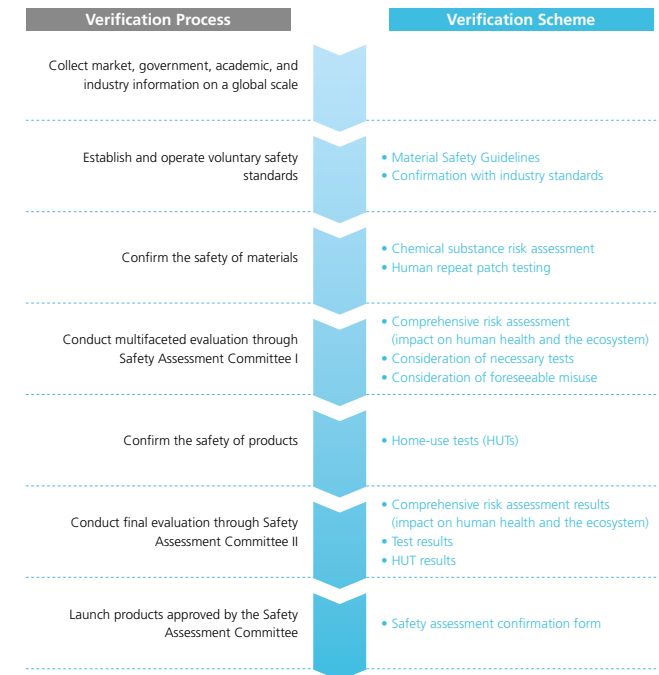 Verification Process
Verification Scheme
Collect market, government, academic, and
industry information on a global scale
Establish and operate voluntary safety
standards
• Material Safety Guidelines
• Confirmation with industry standards
Confirm the safety of materials
• Chemical substance risk assessment
• Human repeat patch testing
Conduct multifaceted evaluation through
Safety Assessment Committee I
• Comprehensive risk assessment
(impact on human health and the ecosystem)
• Consideration of necessary tests
• Consideration of foreseeable misuse
Confirm the safety of products
• Home-use tests (HUTs)
Conduct final evaluation through Safety
Assessment Committee II
• Comprehensive risk assessment results
(impact on human health and the ecosystem)
• Test results
• HUT results
Launch products approved by the Safety
Assessment Committee
• Safety assessment confirmation form